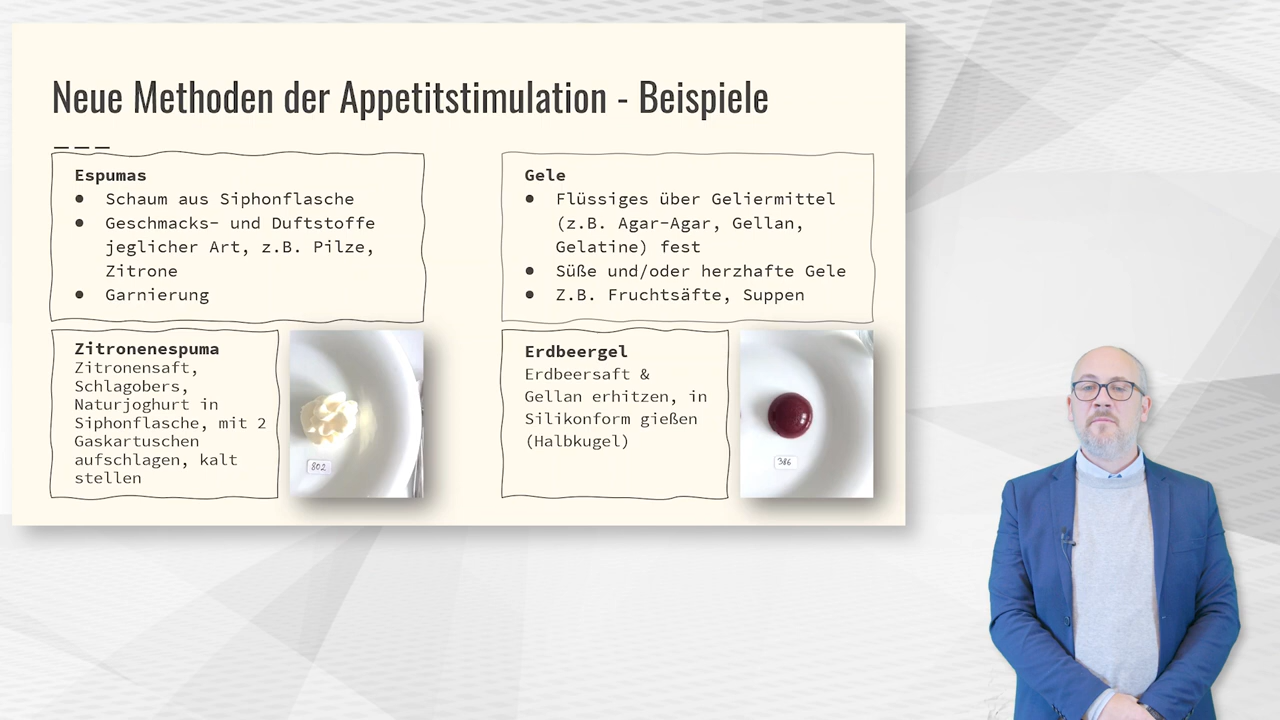 Neue Methoden der Appetitstimulation - Beispiele
Espumas
● Schaum aus Siphonflasche
● Geschmacks- und Duftstoffe
jeglicher Art, z.B. Pilze,
Zitrone
● Garnierung
Gele
● Flüssiges über Geliermittel
(z.B. Agar-Agar, Gellan,
Gelatine) fest
● Süße und/oder herzhafte Gele
● Z.B. Fruchtsäfte, Suppen
Zitronenespuma
Zitronensaft,
Schlagobers,
Naturjoghurt in
Siphonflasche, mit 2
Gaskartuschen
aufschlagen, kalt
stellen
802
Erdbeergel
Erdbeersaft &
Gellan erhitzen, in
Silikonform gießen
(Halbkugel)
386